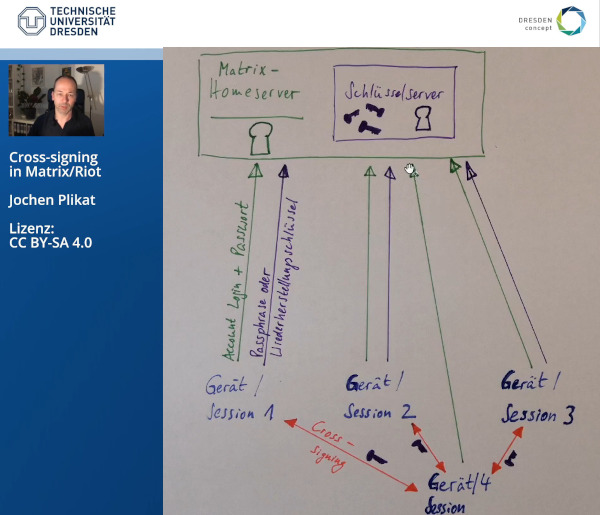 TECHNISCHE
UNIVERSITÄT
DRESDEN
DRESDEN
concept
Cross-signing
in Matrix/Riot
Jochen Plikat
Lizenz:
CC BY-SA 4.0
Matrix-
Homeserver
Schlüsselserver
Account Login + Passwort
Passphrase oder
Wiederherstellungsschlüssel
Gerät /
Session 1
Gerät /
Session 2
Gerät /
Session 3
Cross-
signing
Gerät/4
Session